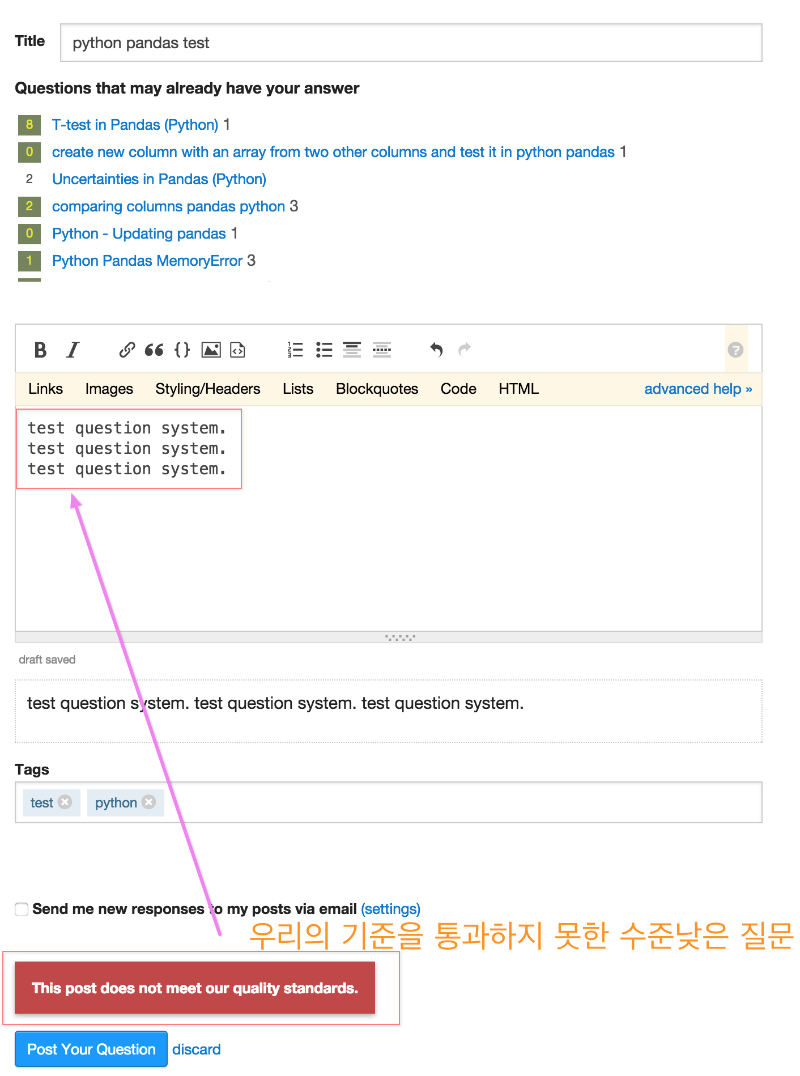 Title python pandas test
Questions that may already have your answer
8 T-test in Pandas (Python) 1
0 create new column with an array from two other columns and test it in python pandas 1
2 Uncertainties in Pandas (Python)
2 comparing columns pandas python 3
0 Python - Updating pandas 1
1 Python Pandas MemoryError 3
B I {} ?
Links Images Styling/Headers Lists Blockquotes Code HTML advanced help »
test question system.
test question system.
test question system.
draft saved
test question system. test question system. test question system.
Tags
test python
Send me new responses to my posts via email (settings)
우리의 기준을 통과하지 못한 수준낮은 질문
This post does not meet our quality standards.
Post Your Question discard